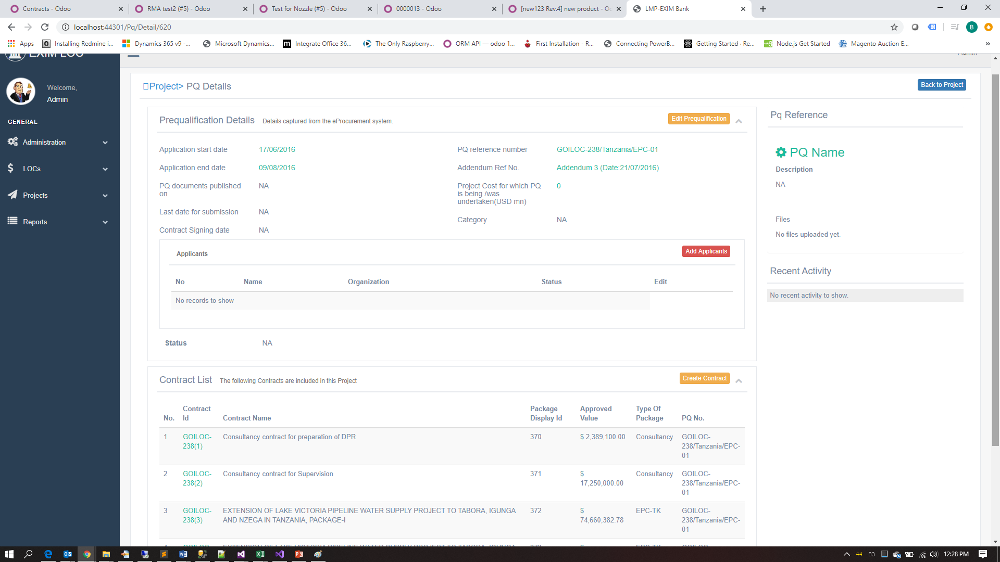 Contracts - Odoo
RMA test2 (#5) - Odoo
Test for Nozzle (#5) - Odoo
0000013 - Odoo
[new123 Rev.4] new product - Oc
LMP-EXIM Bank
localhost:44301/Pq/Detail/620
B
Apps
Installing Redmine i...
Dynamics 365 v9 -...
Microsoft Dynamics...
Integrate Office 36...
The Only Raspberry...
ORM API — odoo 1...
First Installation - R...
Connecting PowerB...
Getting Started · Re...
Node.js Get Started
Magento Auction E...
»
EXIM LOC
Admin
Welcome,
Admin
GENERAL
Administration
LOCs
Projects
Reports
Project> PQ Details
Back to Project
Prequalification Details
Details captured from the eProcurement system.
Edit Prequalification
Application start date
17/06/2016
Application end date
09/08/2016
PQ documents published
on
NA
Last date for submission
NA
Contract Signing date
NA
PQ reference number
GOILOC-238/Tanzania/EPC-01
Addendum Ref No.
Addendum 3 (Date:21/07/2016)
Project Cost for which PQ
is being /was
undertaken(USD mn)
0
Category
NA
Applicants
Add Applicants
No
Name
Organization
Status
Edit
No records to show
Status
NA
Contract List
The following Contracts are included in this Project
Create Contract
No.
Contract
Id
Contract Name
Package
Display Id
Approved
Value
Type Of
Package
PQ No.
1
GOILOC-
238(1)
Consultancy contract for preparation of DPR
370
$ 2,389,100.00
Consultancy
GOILOC-
238/Tanzania/EPC-
01
2
GOILOC-
238(2)
Consultancy contract for Supervision
371
$
17,250,000.00
Consultancy
GOILOC-
238/Tanzania/EPC-
01
3
GOILOC-
238(3)
EXTENSION OF LAKE VICTORIA PIPELINE WATER SUPPLY PROJECT TO TABORA, IGUNGA
AND NZEGA IN TANZANIA, PACKAGE-I
372
$
74,660,382.78
EPC-TK
GOILOC-
238/Tanzania/EPC-
01
Pq Reference
PQ Name
Description
NA
Files
No files uploaded yet.
Recent Activity
No recent activity to show.
44
83
12:28 PM